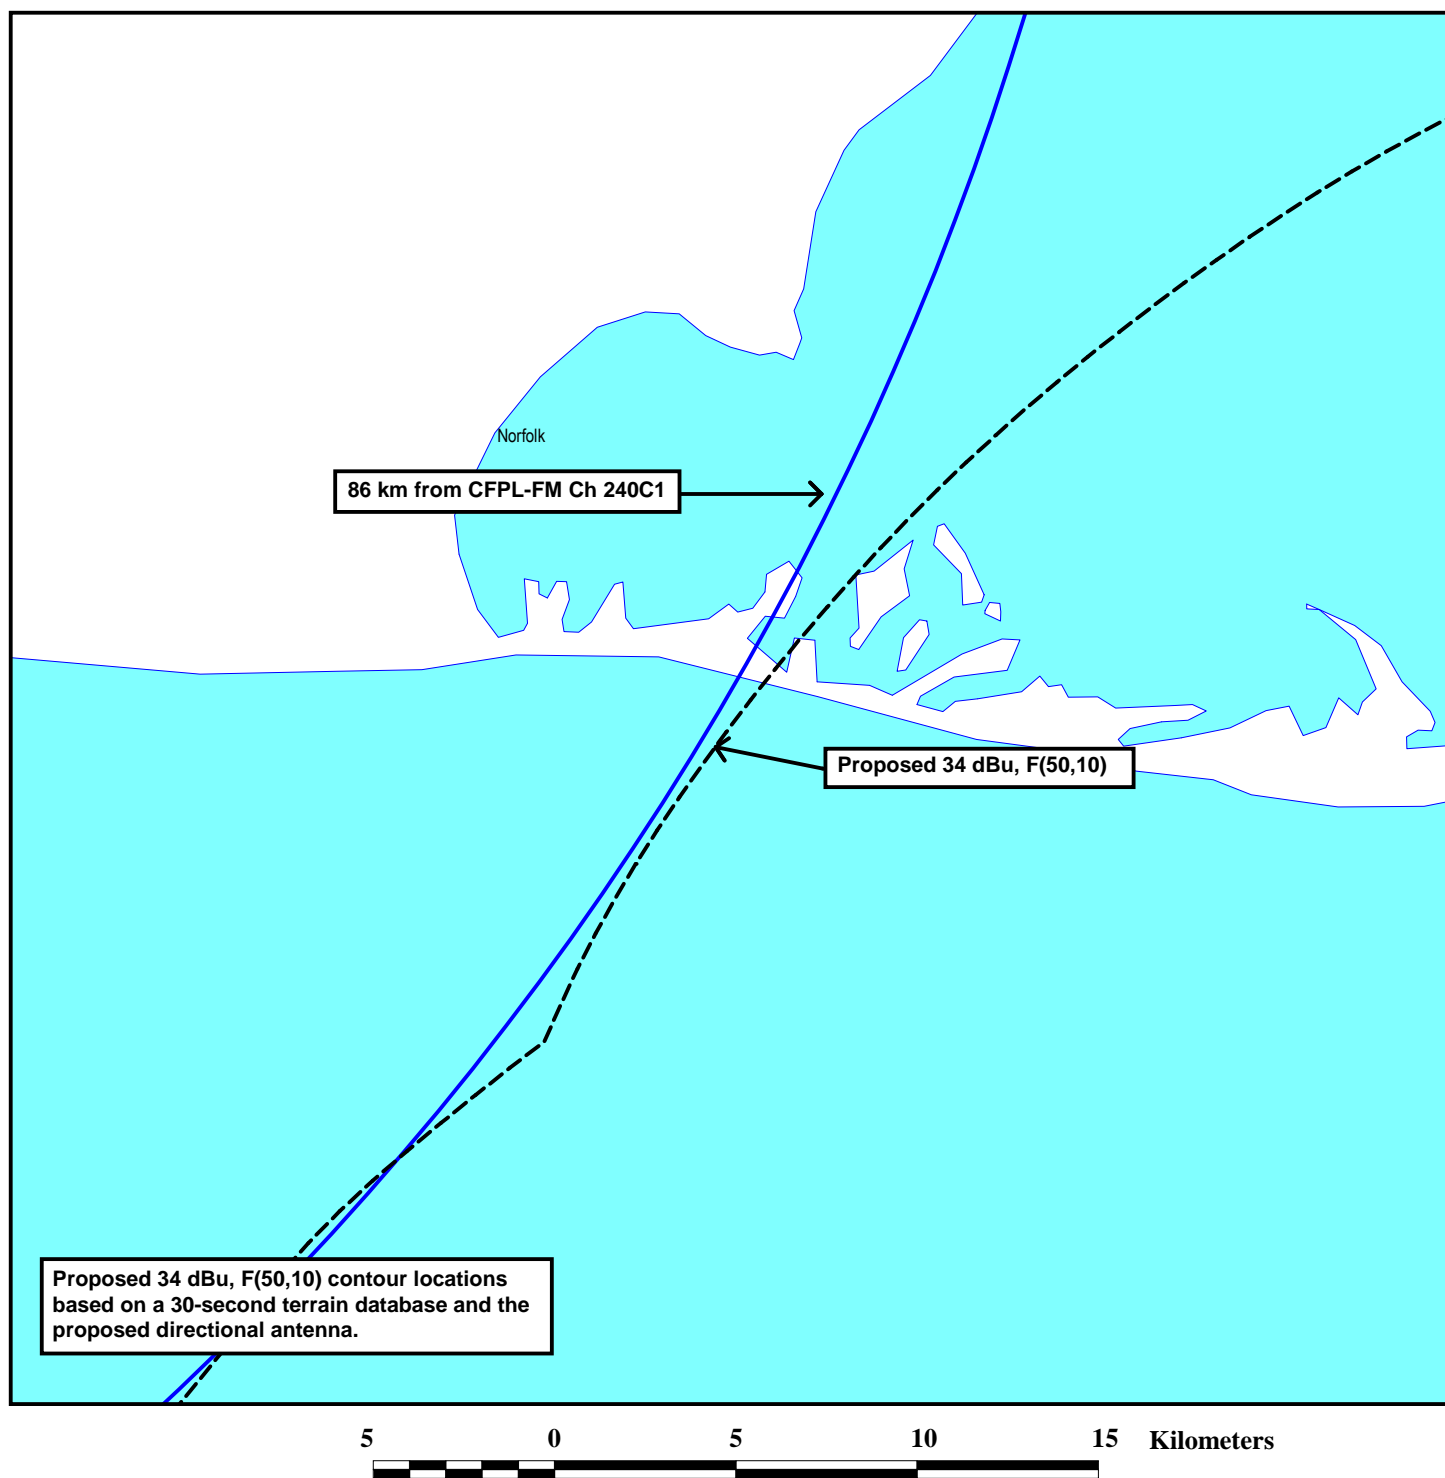 Norfolk
86 km from CFPL-FM Ch 240C1
Proposed 34 dBu, F(50,10)
Proposed 34 dBu, F(50,10) contour locations
based on a 30-second terrain database and the
proposed directional antenna.
5 0 5 10 15 Kilometers